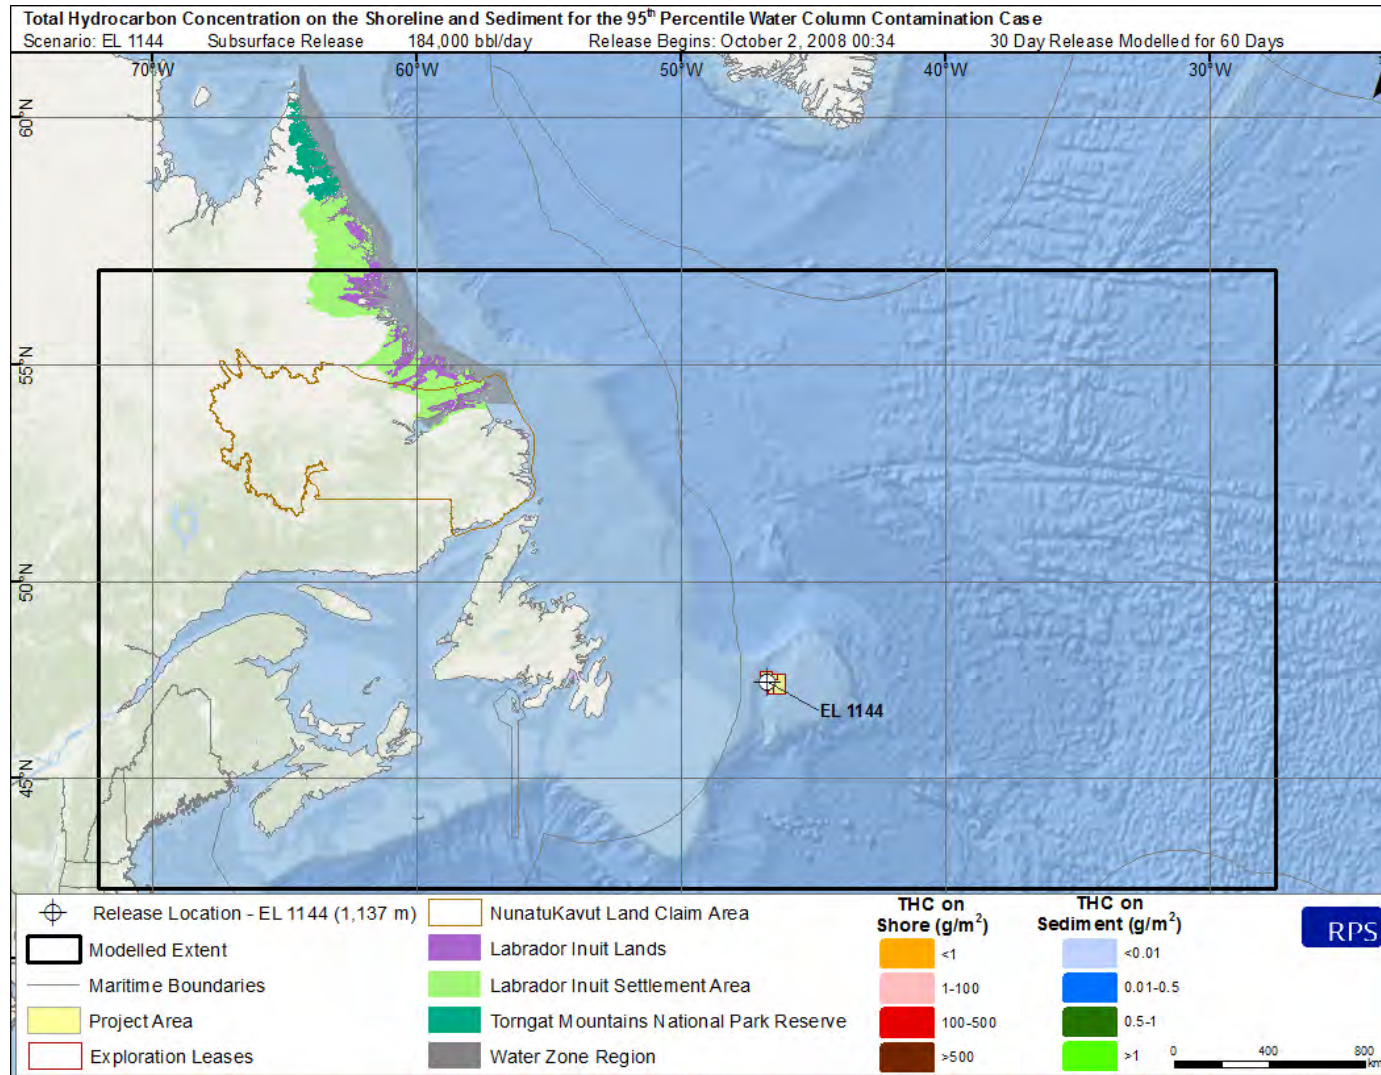 Total Hydrocarbon Concentration on the Shoreline and Sediment for the 95th Percentile Water Column Contamination Case
Scenario: EL 1144 Subsurface Release 184,000 bbl/day Release Begins: October 2, 2008 00:34 30 Day Release Modelled for 60 Days
70°W 60°W 50°W 40°W 30°W
60°N
55°N
50°N
45°N
EL 1144
Release Location - EL 1144 (1,137 m)
Modelled Extent
Maritime Boundaries
Project Area
Exploration Leases
NunatuKavut Land Claim Area
Labrador Inuit Lands
Labrador Inuit Settlement Area
Torngat Mountains National Park Reserve
Water Zone Region
THC on
Shore (g/m²)
<1
1-100
100-500
>500
THC on
Sediment (g/m²)
<0.01
0.01-0.5
0.5-1
>1
RPS
0 400 800
km